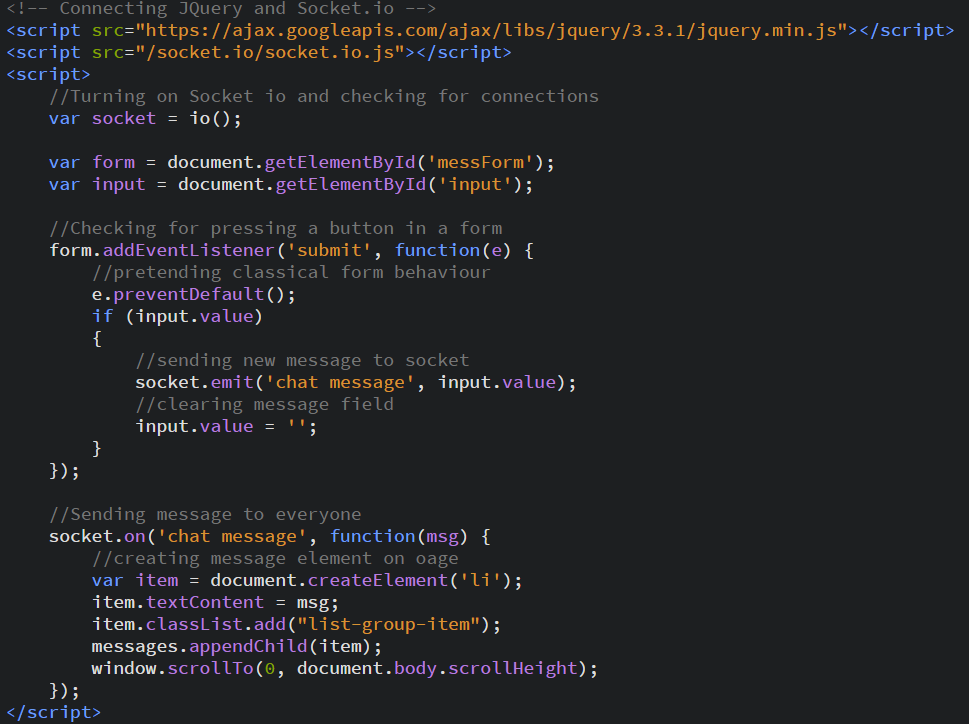 <!-- Connecting JQuery and Socket.io -->
<script src="https://ajax.googleapis.com/ajax/libs/jquery/3.3.1/jquery.min.js"></script>
<script src="/socket.io/socket.io.js"></script>
<script>
    //Turning on Socket io and checking for connections
    var socket = io();

    var form = document.getElementById('messForm');
    var input = document.getElementById('input');

    //Checking for pressing a button in a form
    form.addEventListener('submit', function(e) {
        //pretending classical form behaviour
        e.preventDefault();
        if (input.value)
        {
            //sending new message to socket
            socket.emit('chat message', input.value);
            //clearing message field
            input.value = '';
        }
    });

    //Sending message to everyone
    socket.on('chat message', function(msg) {
        //creating message element on oage
        var item = document.createElement('li');
        item.textContent = msg;
        item.classList.add("list-group-item");
        messages.appendChild(item);
        window.scrollTo(0, document.body.scrollHeight);
    });
</script>